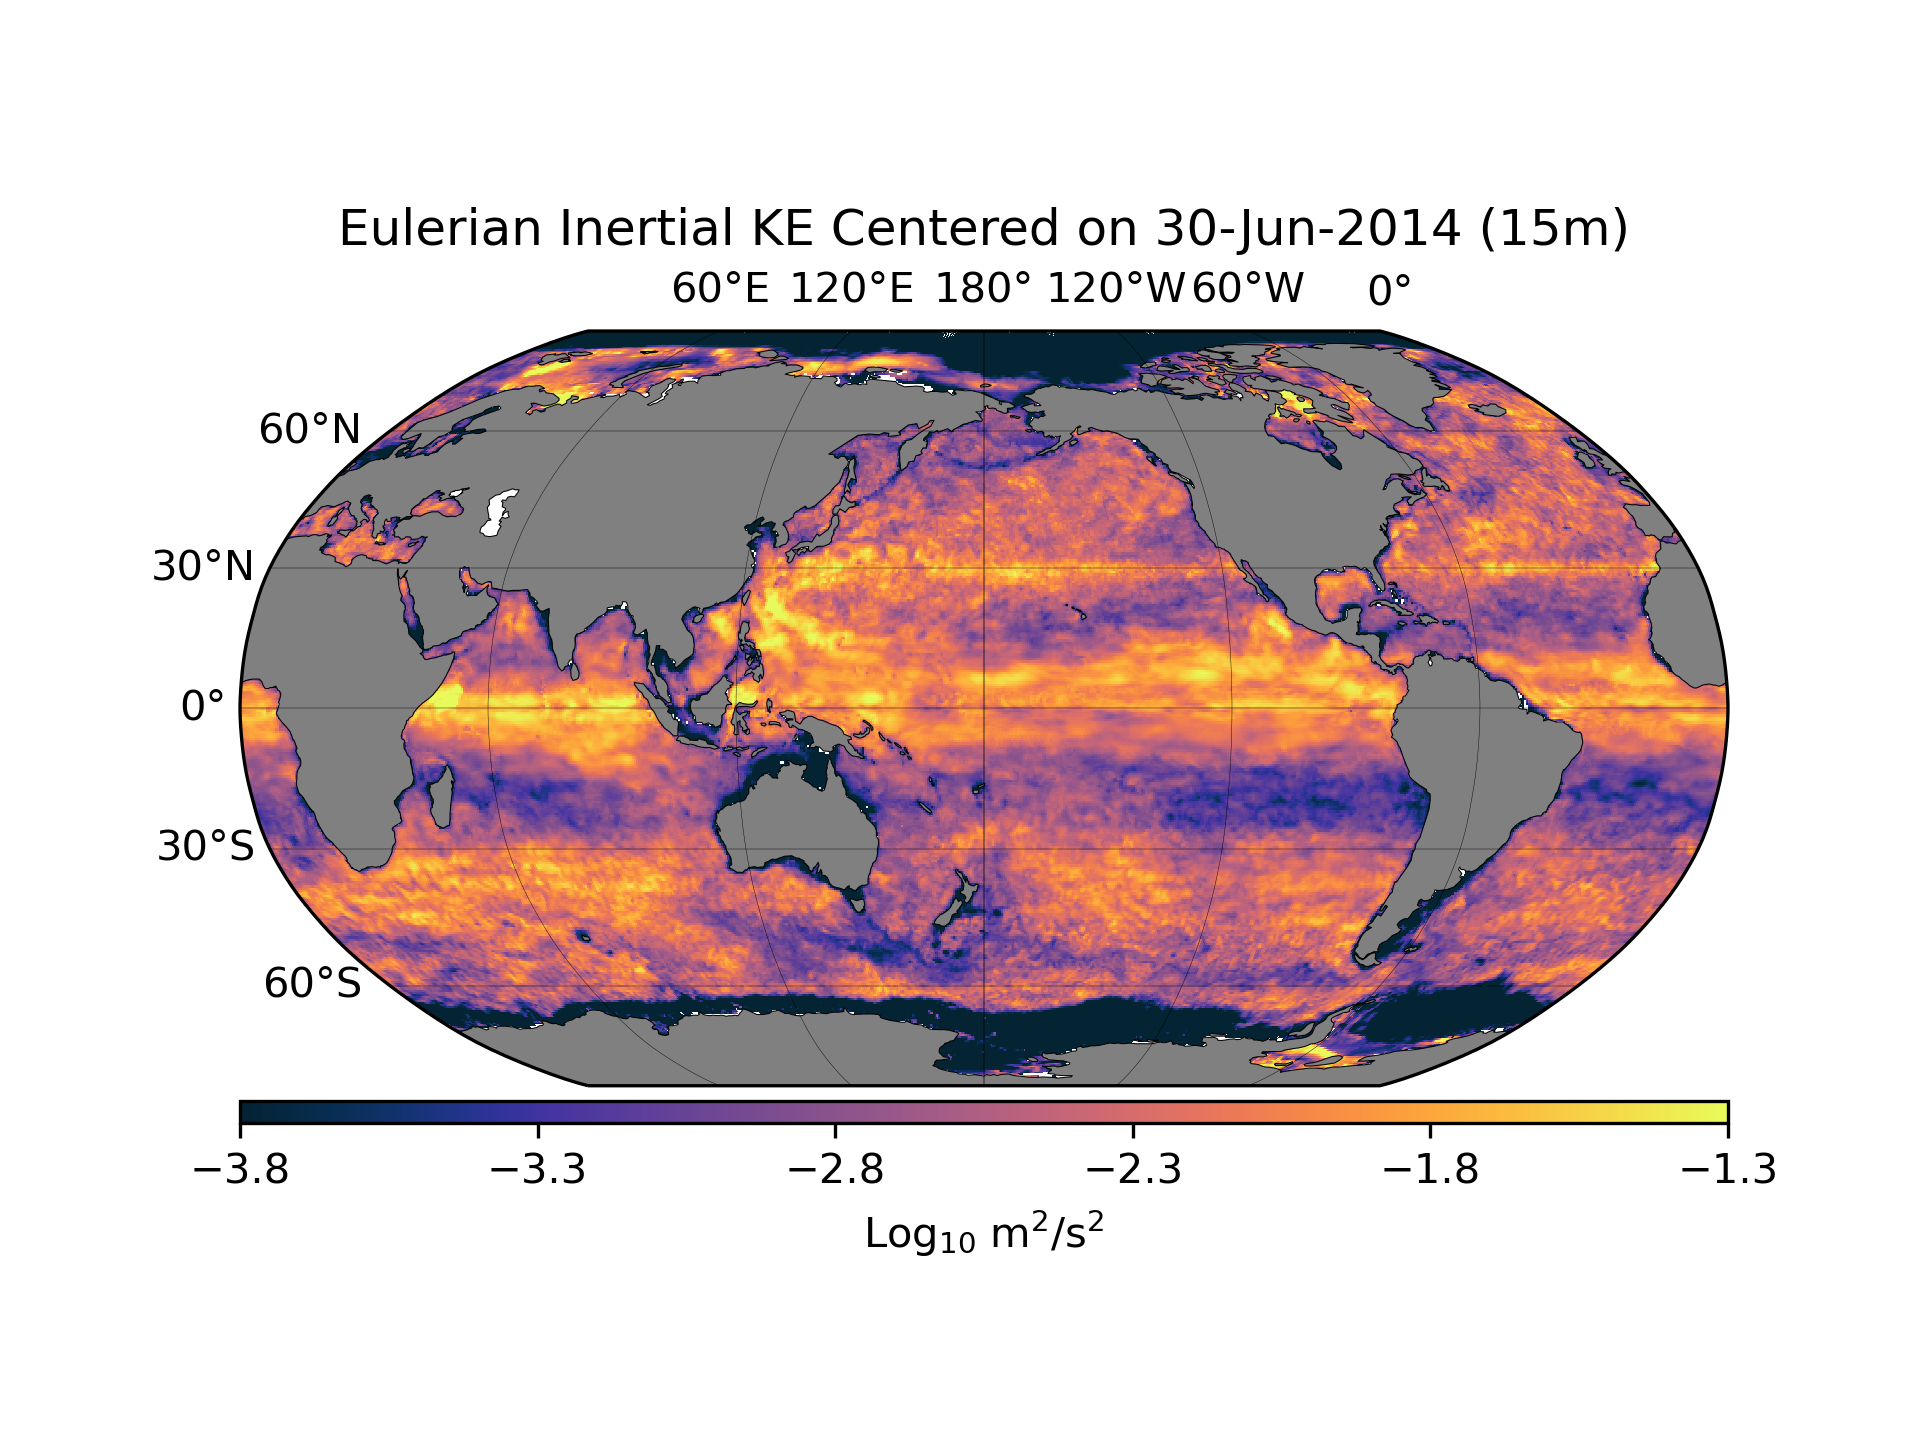 Eulerian Inertial KE Centered on 30-Jun-2014 (15m)
60°E 120°E 180° 120°W 60°W 0°
60°N
30°N
0°
30°S
60°S
−3.8 −3.3 −2.8 −2.3 −1.8 −1.3
Log₁₀ m²/s²